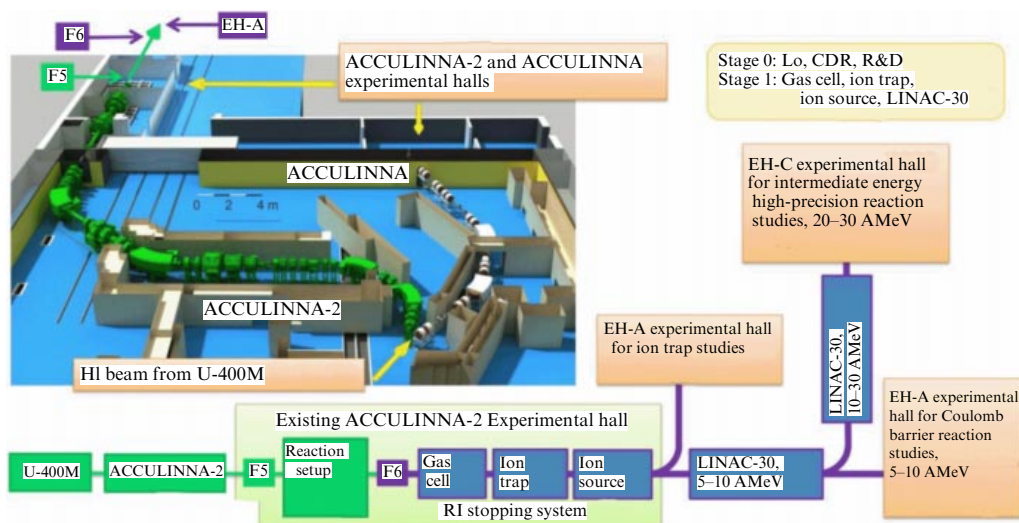 F6
EH-A
F5
ACCULINNA-2 and ACCULINNA
experimental halls
Stage 0: Lo, CDR, R&D
Stage 1: Gas cell, ion trap,
ion source, LINAC-30
ACCULINNA
0 2 4 m
ACCULINNA-2
HI beam from U-400M
EH-C experimental hall
for intermediate energy
high-precision reaction
studies, 20–30 AMeV
EH-A experimental hall
for ion trap studies
LINAC-30,
10–30 AMeV
EH-A experimental
hall for Coulomb
barrier reaction
studies,
5–10 AMeV
Existing ACCULINNA-2 Experimental hall
U-400M
ACCULINNA-2
F5
Reaction
setup
F6
Gas
cell
Ion
trap
Ion
source
LINAC-30,
5–10 AMeV
RI stopping system